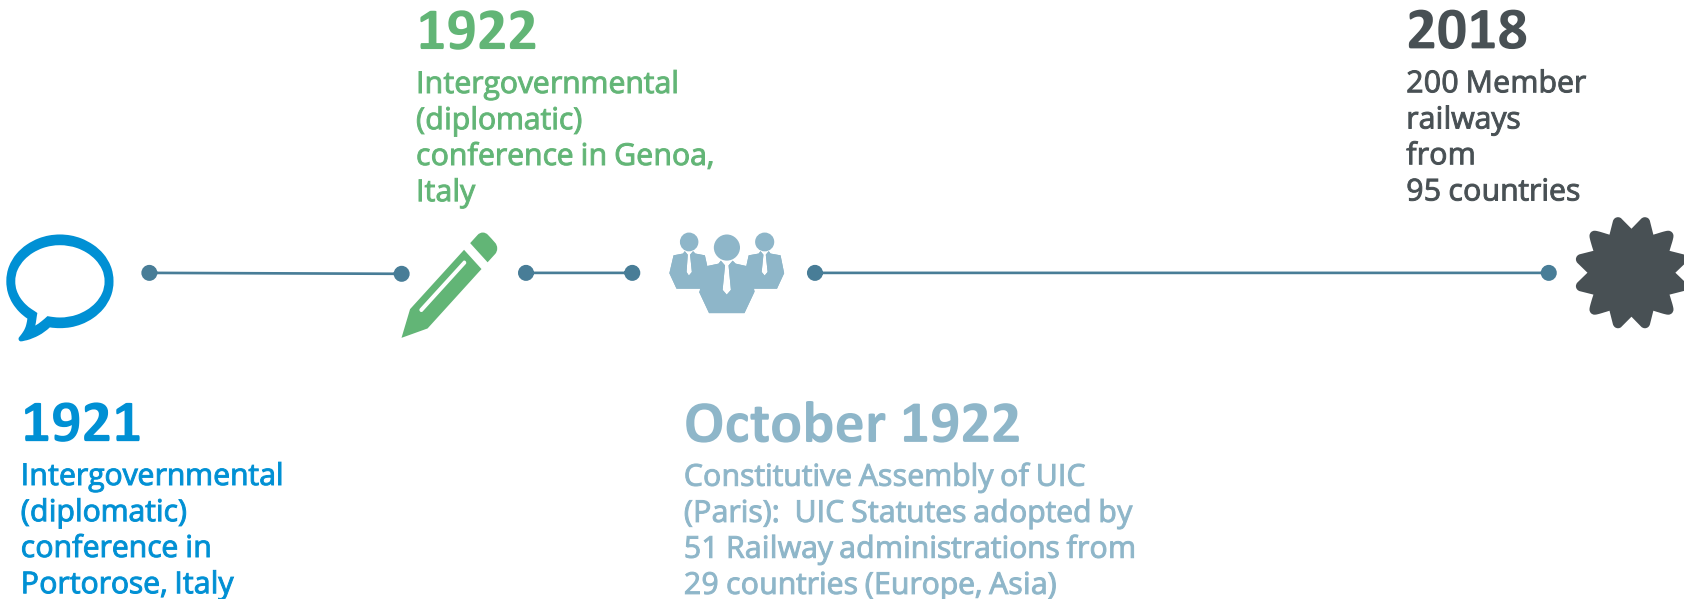 1922
Intergovernmental
(diplomatic)
conference in Genoa,
Italy
2018
200 Member
railways
from
95 countries
1921
Intergovernmental
(diplomatic)
conference in
Portorose, Italy
October 1922
Constitutive Assembly of UIC
(Paris):  UIC Statutes adopted by
51 Railway administrations from
29 countries (Europe, Asia)